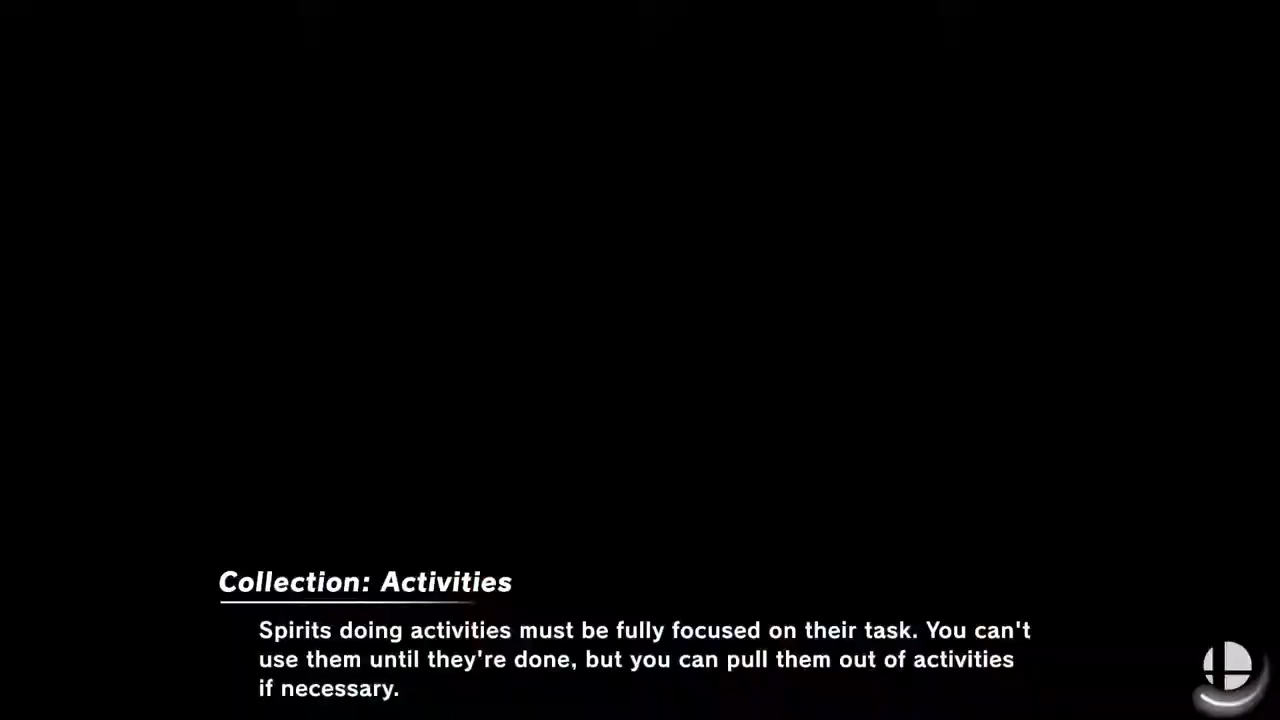 Collection: Activities
Spirits doing activities must be fully focused on their task. You can't
use them until they're done, but you can pull them out of activities
if necessary.